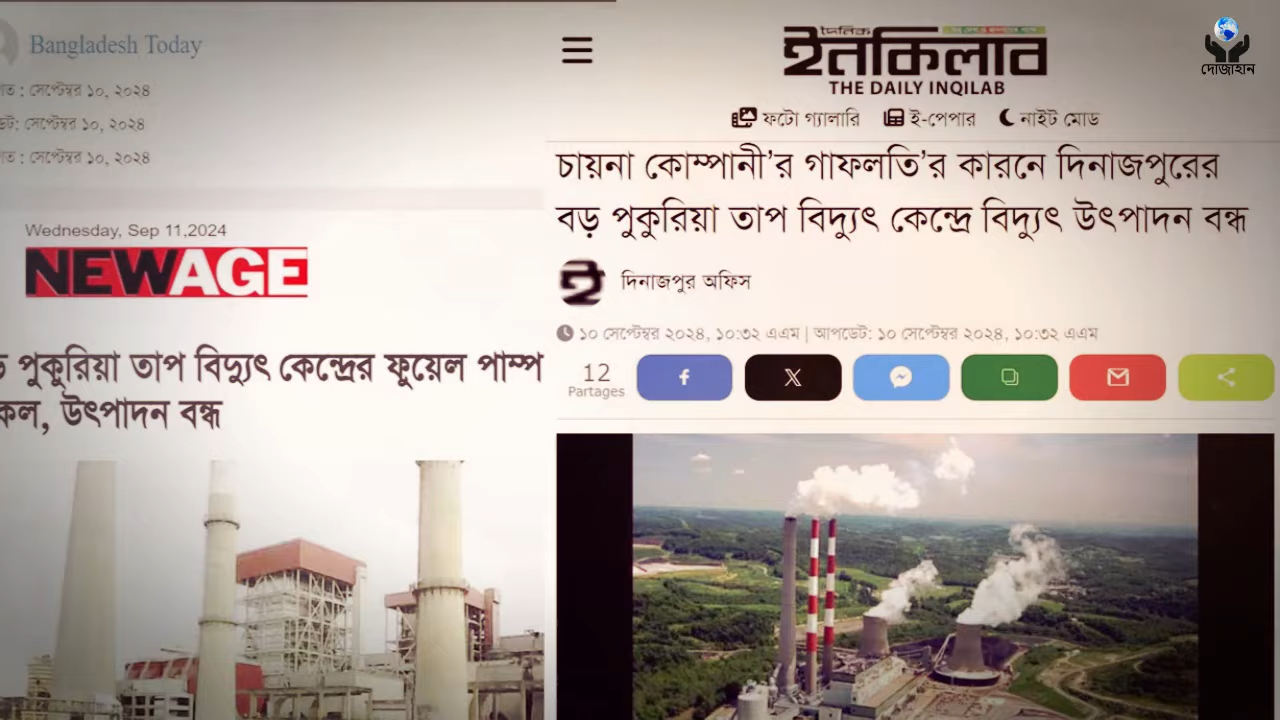 Bangladesh Today
: সেপ্টেম্বর ১০, ২০২৪
: সেপ্টেম্বর ১০, ২০২৪
: সেপ্টেম্বর ১০, ২০২৪
Wednesday, Sep 11,2024
NEWAGE
পুকুরিয়া তাপ বিদ্যুৎ কেন্দ্রের ফুয়েল পাম্প
উৎপাদন বন্ধ
দৈনিক
ইনকিলাব
THE DAILY INQILAB
ফটো গ্যালারি ই-পেপার নাইট মোড
চায়না কোম্পানী’র গাফলতি’র কারনে দিনাজপুরের
বড় পুকুরিয়া তাপ বিদ্যুৎ কেন্দ্রে বিদ্যুৎ উৎপাদন বন্ধ
দিনাজপুর অফিস
১০ সেপ্টেম্বর ২০২৪, ১০:৩২ এএম | আপডেট: ১০ সেপ্টেম্বর ২০২৪, ১০:৩২ এএম
12
Partages
দোজাহান